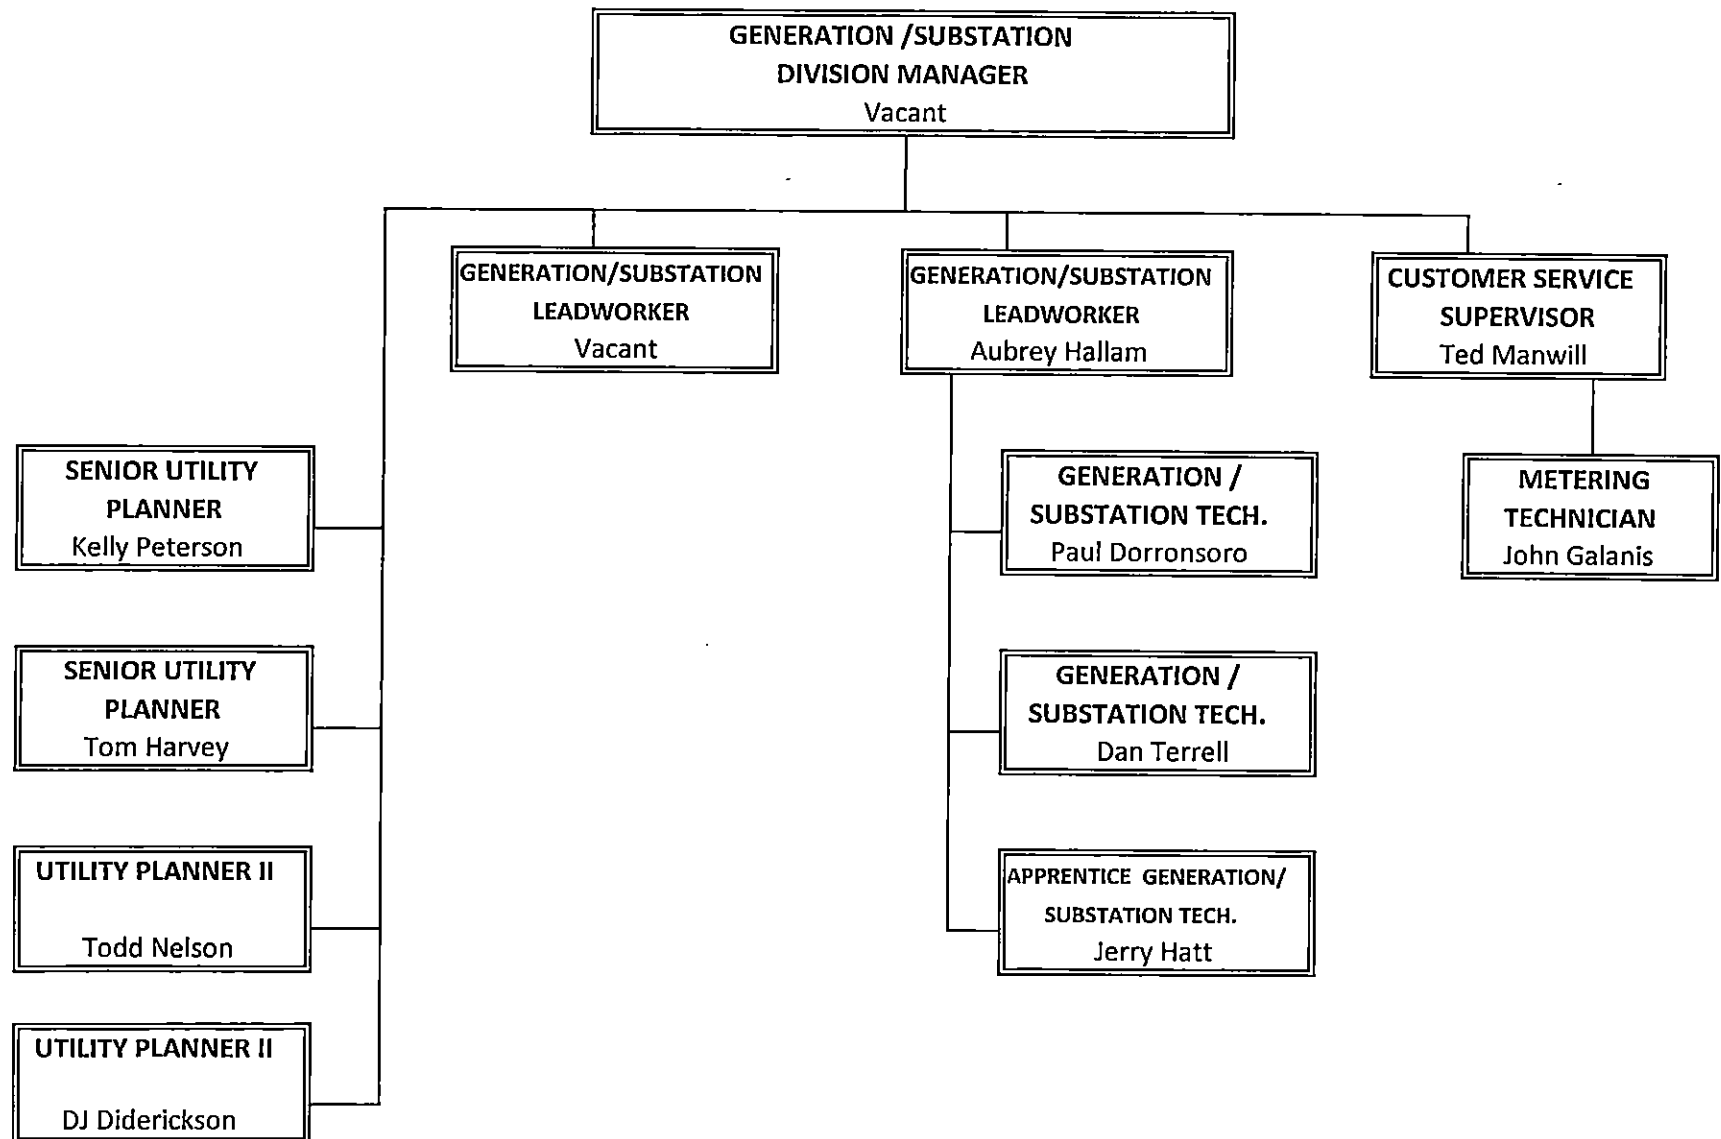 GENERATION /SUBSTATION
DIVISION MANAGER
Vacant
GENERATION/SUBSTATION
LEADWORKER
Vacant
GENERATION/SUBSTATION
LEADWORKER
Aubrey Hallam
CUSTOMER SERVICE
SUPERVISOR
Ted Manwill
SENIOR UTILITY
PLANNER
Kelly Peterson
GENERATION /
SUBSTATION TECH.
Paul Dorronsoro
METERING
TECHNICIAN
John Galanis
SENIOR UTILITY
PLANNER
Tom Harvey
GENERATION /
SUBSTATION TECH.
Dan Terrell
UTILITY PLANNER II
Todd Nelson
APPRENTICE GENERATION/
SUBSTATION TECH.
Jerry Hatt
UTILITY PLANNER II
DJ Diderickson